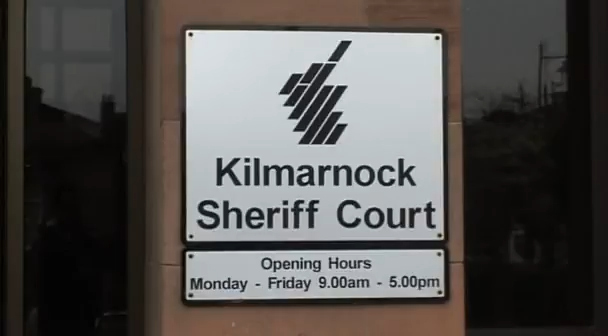 Kilmarnock
Sheriff Court
Opening Hours
Monday - Friday 9.00am - 5.00pm